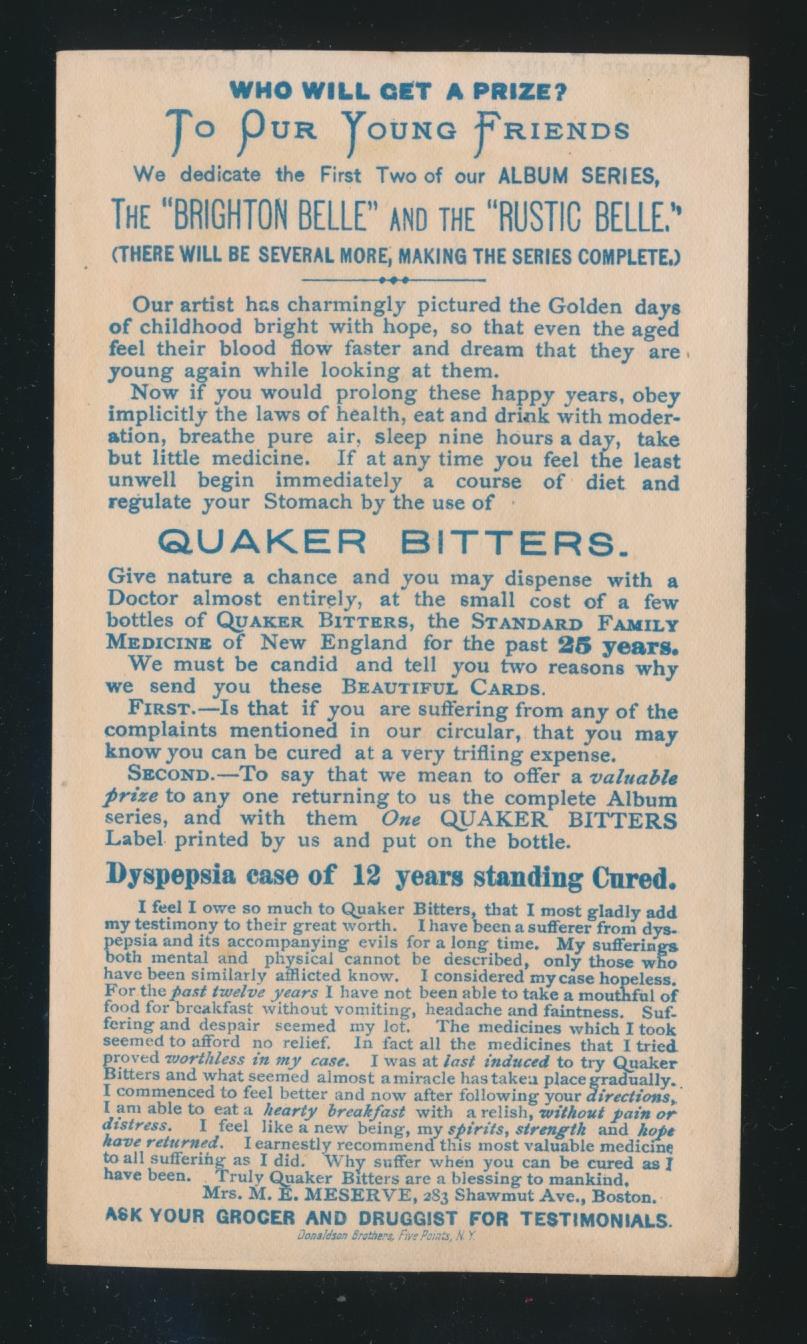 WHO WILL GET A PRIZE?
TO OUR YOUNG FRIENDS
We dedicate the First Two of our ALBUM SERIES,
THE "BRIGHTON BELLE" AND THE "RUSTIC BELLE."
(THERE WILL BE SEVERAL MORE, MAKING THE SERIES COMPLETE.)
Our artist has charmingly pictured the Golden days
of childhood bright with hope, so that even the aged
feel their blood flow faster and dream that they are
young again while looking at them.
Now if you would prolong these happy years, obey
implicitly the laws of health, eat and drink with moder-
ation, breathe pure air, sleep nine hours a day, take
but little medicine. If at any time you feel the least
unwell begin immediately a course of diet and
regulate your Stomach by the use of
QUAKER BITTERS.
Give nature a chance and you may dispense with a
Doctor almost entirely, at the small cost of a few
bottles of QUAKER BITTERS, the STANDARD FAMILY
MEDICINE of New England for the past 25 years.
We must be candid and tell you two reasons why
we send you these BEAUTIFUL CARDS.
FIRST.—Is that if you are suffering from any of the
complaints mentioned in our circular, that you may
know you can be cured at a very trifling expense.
SECOND.—To say that we mean to offer a valuable
prize to any one returning to us the complete Album
series, and with them One QUAKER BITTERS
Label printed by us and put on the bottle.
Dyspepsia case of 12 years standing Cured.
I feel I owe so much to Quaker Bitters, that I most gladly add
my testimony to their great worth. I have been a sufferer from dys-
pepsia and its accompanying evils for a long time. My sufferings
both mental and physical cannot be described, only those who
have been similarly afflicted know. I considered my case hopeless.
For the past twelve years I have not been able to take a mouthful of
food for breakfast without vomiting, headache and faintness. Suf-
fering and despair seemed my lot. The medicines which I took
seemed to afford no relief. In fact all the medicines that I tried
proved worthless in my case. I was at last induced to try Quaker
Bitters and what seemed almost a miracle has taken place gradually.
I commenced to feel better and now after following your directions,
I am able to eat a hearty breakfast with a relish, without pain or
distress. I feel like a new being, my spirits, strength and hope
have returned. I earnestly recommend this most valuable medicine
to all suffering as I did. Why suffer when you can be cured as I
have been. Truly Quaker Bitters are a blessing to mankind.
Mrs. M. E. MESERVE, 283 Shawmut Ave., Boston.
ASK YOUR GROCER AND DRUGGIST FOR TESTIMONIALS.
Donaldson Brothers, Five Points, N.Y.